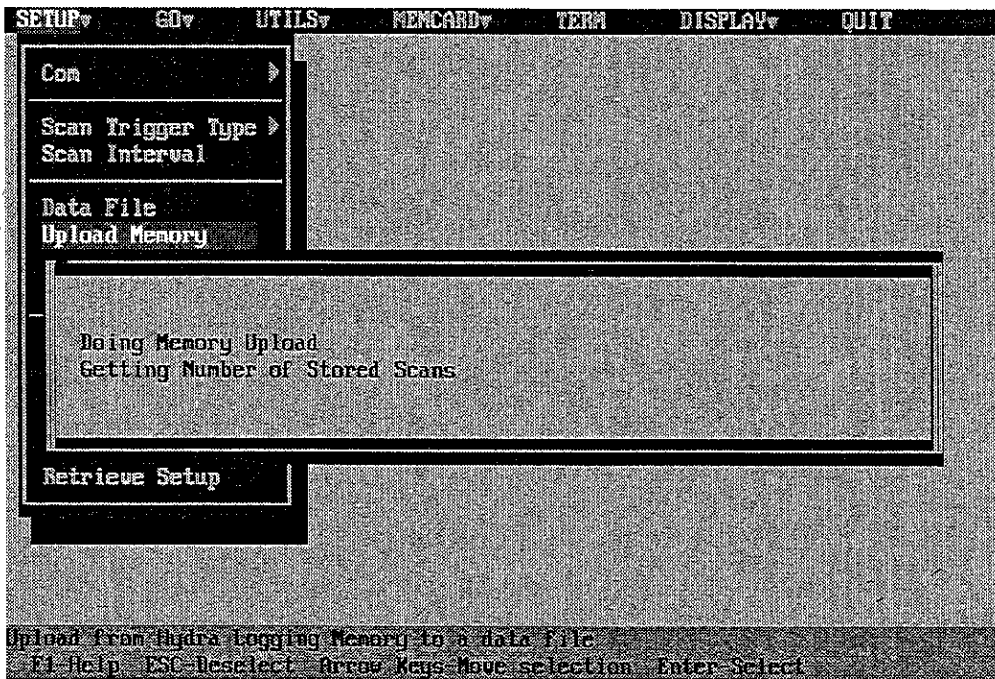 SETUP▼ GO▼ UTILS▼ MEMCARD▼ TERM DISPLAY▼ QUIT
Com ▶
Scan Trigger Type ▶
Scan Interval
Data File
Upload Memory
Doing Memory Upload
Getting Number of Stored Scans
Retrieve Setup
Upload from Hydra Logging Memory to a data file
F1-Help ESC-Deselect Arrow Keys-Move selection Enter-Select